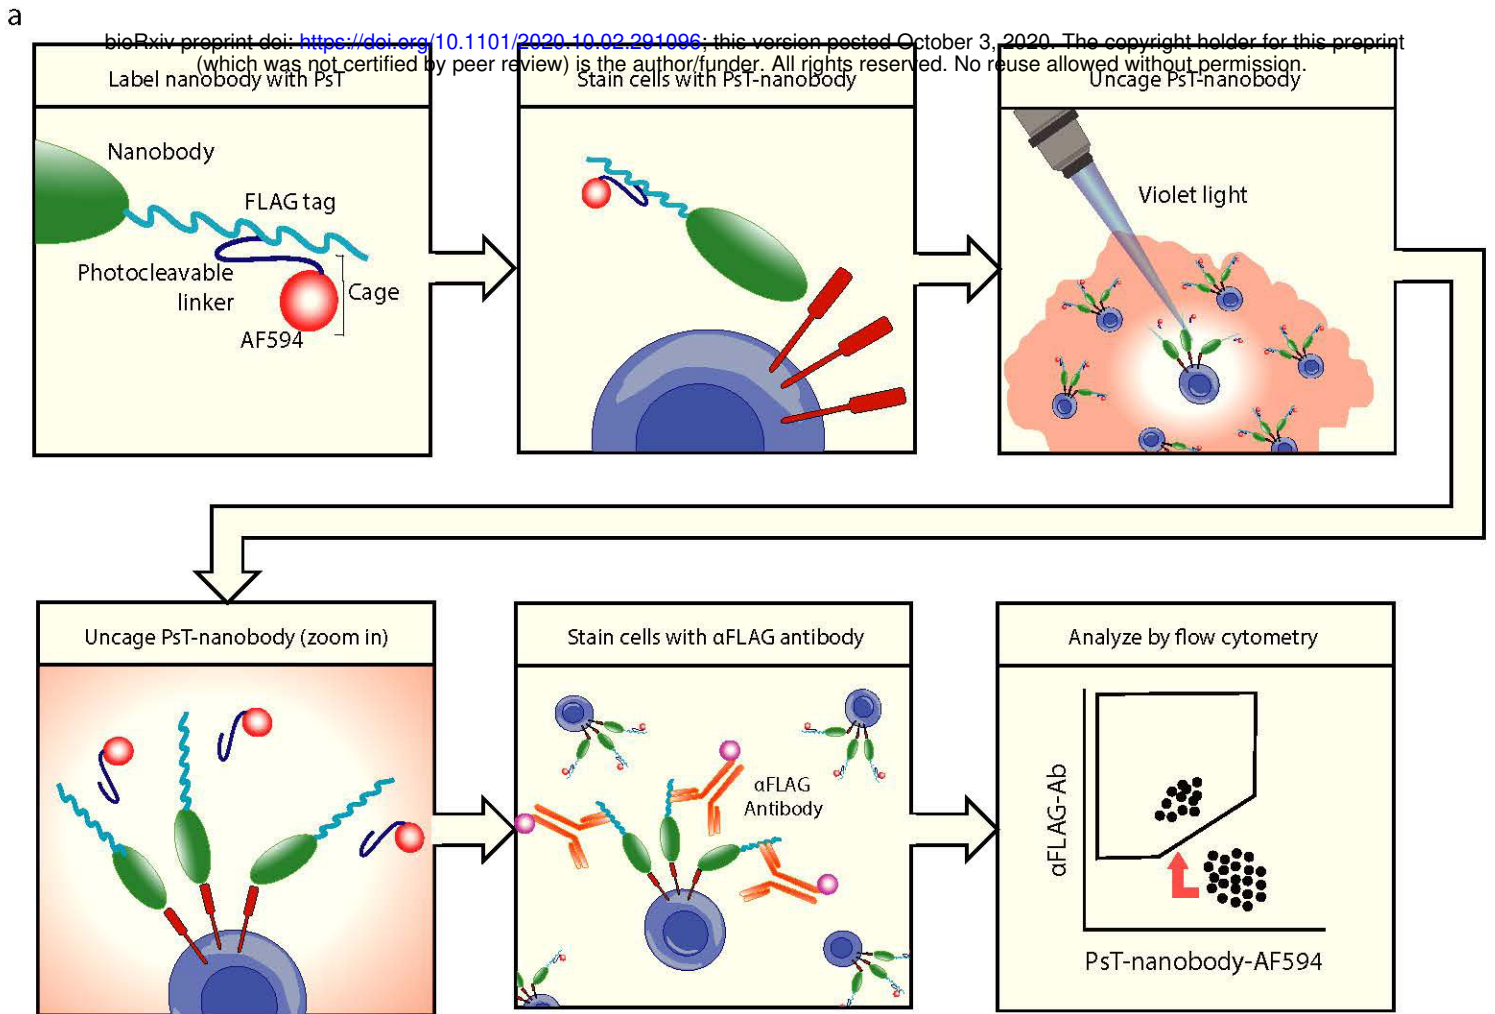 a
bioRxiv preprint doi: https://doi.org/10.1101/2020.10.02.291096; this version posted October 3, 2020. The copyright holder for this preprint
(which was not certified by peer review) is the author/funder. All rights reserved. No reuse allowed without permission.
Label nanobody with PsT
Nanobody
FLAG tag
Photocleavable
linker
Cage
AF594
Stain cells with PsT-nanobody
Uncage PsT-nanobody
Violet light
Uncage PsT-nanobody (zoom in)
Stain cells with αFLAG antibody
αFLAG
Antibody
Analyze by flow cytometry
αFLAG-Ab
PsT-nanobody-AF594